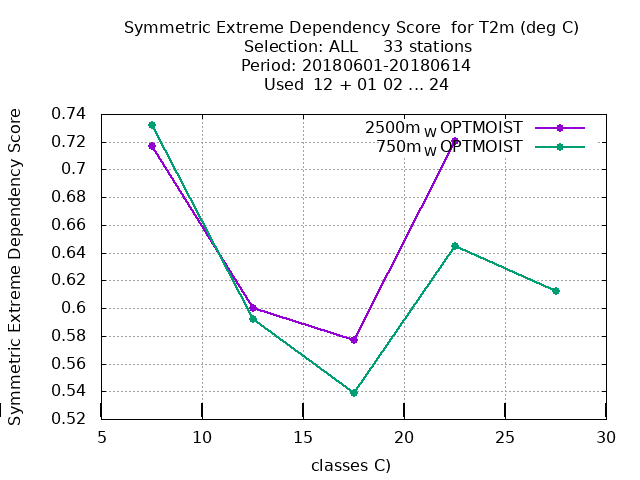 Symmetric Extreme Dependency Score for T2m (deg C)
Selection: ALL 33 stations
Period: 20180601-20180614
Used 12 + 01 02 ... 24
Symmetric Extreme Dependency Score
0.74
0.72
0.7
0.68
0.66
0.64
0.62
0.6
0.58
0.56
0.54
0.52
2500m W OPTMOIST
750m W OPTMOIST
5 10 15 20 25 30
classes C)